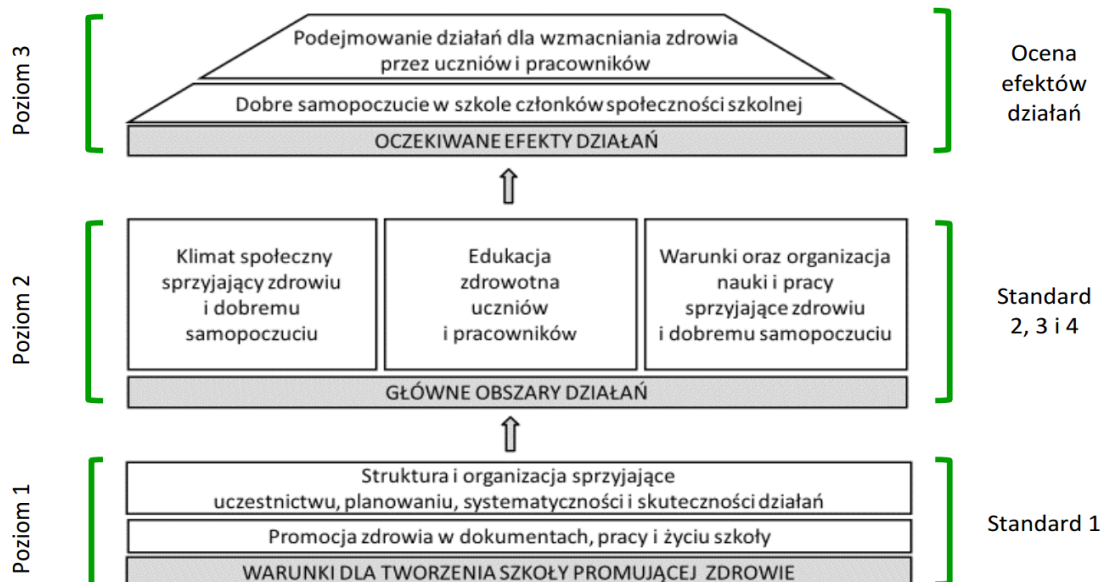 Poziom 3
Podejmowanie działań dla wzmacniania zdrowia
przez uczniów i pracowników
Dobre samopoczucie w szkole członków społeczności szkolnej
OCZEKIWANE EFEKTY DZIAŁAŃ
Ocena
efektów
działań
Poziom 2
Klimat społeczny
sprzyjający zdrowiu
i dobremu
samopoczuciu
Edukacja
zdrowotna
uczniów
i pracowników
Warunki oraz organizacja
nauki i pracy
sprzyjające zdrowiu
i dobremu samopoczuciu
GŁÓWNE OBSZARY DZIAŁAŃ
Standard
2, 3 i 4
Poziom 1
Struktura i organizacja sprzyjające
uczestnictwu, planowaniu, systematyczności i skuteczności działań
Promocja zdrowia w dokumentach, pracy i życiu szkoły
WARUNKI DLA TWORZENIA SZKOŁY PROMUJĄCEJ ZDROWIE
Standard 1